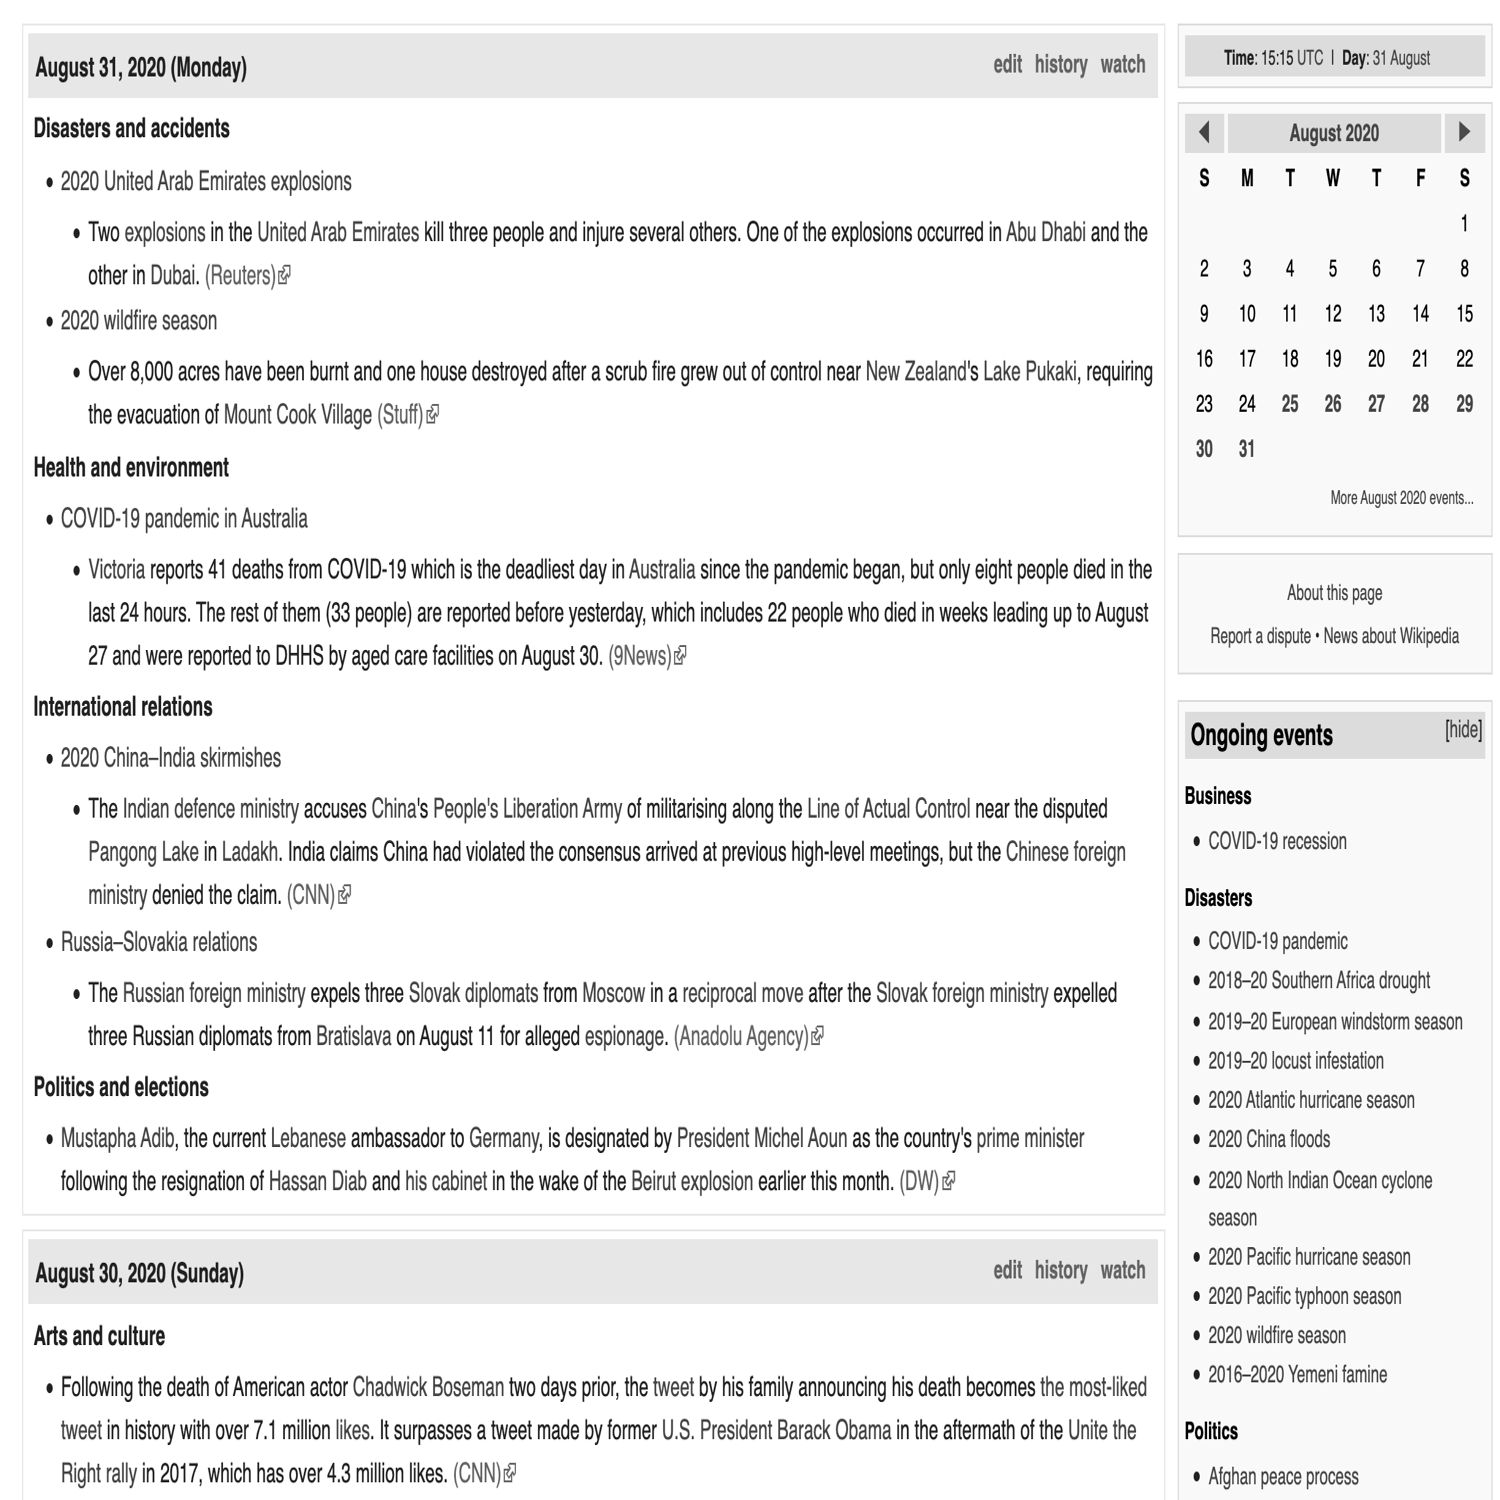 August 31, 2020 (Monday)
edit history watch
Disasters and accidents
• 2020 United Arab Emirates explosions
• Two explosions in the United Arab Emirates kill three people and injure several others. One of the explosions occurred in Abu Dhabi and the
other in Dubai. (Reuters)
• 2020 wildfire season
• Over 8,000 acres have been burnt and one house destroyed after a scrub fire grew out of control near New Zealand's Lake Pukaki, requiring
the evacuation of Mount Cook Village (Stuff)
Health and environment
• COVID-19 pandemic in Australia
• Victoria reports 41 deaths from COVID-19 which is the deadliest day in Australia since the pandemic began, but only eight people died in the
last 24 hours. The rest of them (33 people) are reported before yesterday, which includes 22 people who died in weeks leading up to August
27 and were reported to DHHS by aged care facilities on August 30. (9News)
International relations
• 2020 China–India skirmishes
• The Indian defence ministry accuses China's People's Liberation Army of militarising along the Line of Actual Control near the disputed
Pangong Lake in Ladakh. India claims China had violated the consensus arrived at previous high-level meetings, but the Chinese foreign
ministry denied the claim. (CNN)
• Russia–Slovakia relations
• The Russian foreign ministry expels three Slovak diplomats from Moscow in a reciprocal move after the Slovak foreign ministry expelled
three Russian diplomats from Bratislava on August 11 for alleged espionage. (Anadolu Agency)
Politics and elections
• Mustapha Adib, the current Lebanese ambassador to Germany, is designated by President Michel Aoun as the country's prime minister
following the resignation of Hassan Diab and his cabinet in the wake of the Beirut explosion earlier this month. (DW)
August 30, 2020 (Sunday)
edit history watch
Arts and culture
• Following the death of American actor Chadwick Boseman two days prior, the tweet by his family announcing his death becomes the most-liked
tweet in history with over 7.1 million likes. It surpasses a tweet made by former U.S. President Barack Obama in the aftermath of the Unite the
Right rally in 2017, which has over 4.3 million likes. (CNN)
Time: 15:15 UTC | Day: 31 August
August 2020
S M T W T F S
1
2 3 4 5 6 7 8
9 10 11 12 13 14 15
16 17 18 19 20 21 22
23 24 25 26 27 28 29
30 31
More August 2020 events...
About this page
Report a dispute • News about Wikipedia
Ongoing events
[hide]
Business
• COVID-19 recession
Disasters
• COVID-19 pandemic
• 2018–20 Southern Africa drought
• 2019–20 European windstorm season
• 2019–20 locust infestation
• 2020 Atlantic hurricane season
• 2020 China floods
• 2020 North Indian Ocean cyclone
season
• 2020 Pacific hurricane season
• 2020 Pacific typhoon season
• 2020 wildfire season
• 2016–2020 Yemeni famine
Politics
• Afghan peace process